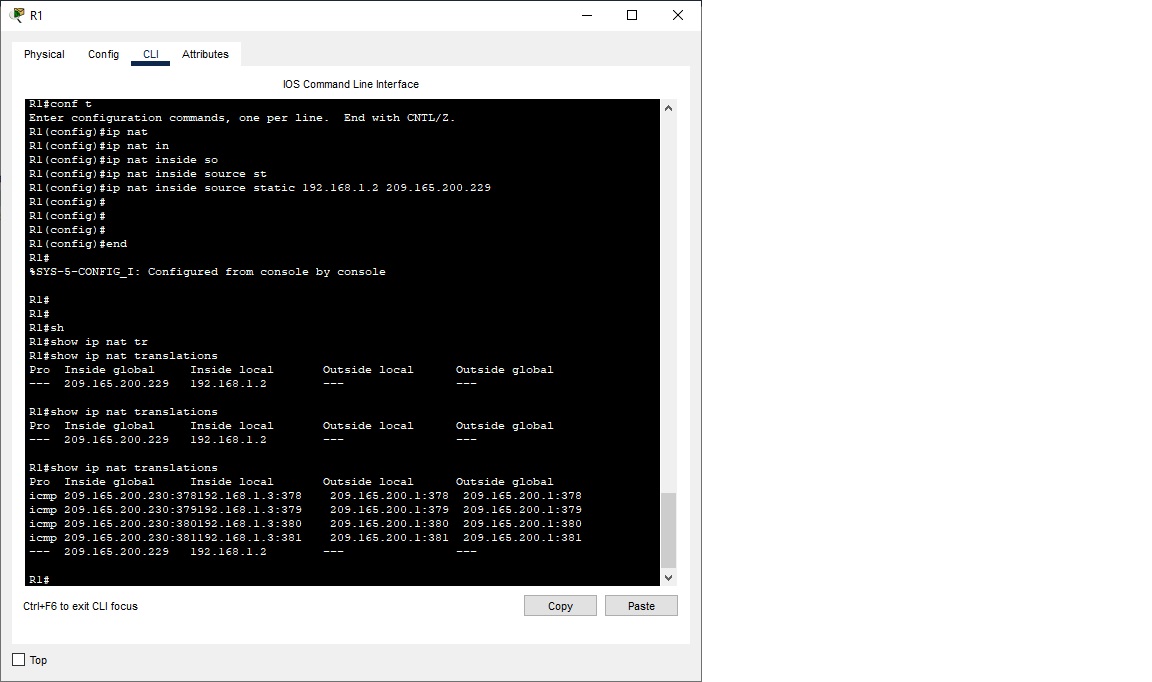 R1
Physical Config CLI Attributes
IOS Command Line Interface
R1#conf t
Enter configuration commands, one per line.  End with CNTL/Z.
R1(config)#ip nat
R1(config)#ip nat in
R1(config)#ip nat inside so
R1(config)#ip nat inside source st
R1(config)#ip nat inside source static 192.168.1.2 209.165.200.229
R1(config)#
R1(config)#
R1(config)#
R1(config)#end
R1#
%SYS-5-CONFIG_I: Configured from console by console
R1#
R1#
R1#sh
R1#show ip nat tr
R1#show ip nat translations
Pro  Inside global     Inside local       Outside local      Outside global
---  209.165.200.229   192.168.1.2        ---                ---
R1#show ip nat translations
Pro  Inside global     Inside local       Outside local      Outside global
---  209.165.200.229   192.168.1.2        ---                ---
R1#show ip nat translations
Pro  Inside global     Inside local       Outside local      Outside global
icmp 209.165.200.230:378192.168.1.3:378    209.165.200.1:378  209.165.200.1:378
icmp 209.165.200.230:379192.168.1.3:379    209.165.200.1:379  209.165.200.1:379
icmp 209.165.200.230:380192.168.1.3:380    209.165.200.1:380  209.165.200.1:380
icmp 209.165.200.230:381192.168.1.3:381    209.165.200.1:381  209.165.200.1:381
---  209.165.200.229   192.168.1.2        ---                ---
R1#
Ctrl+F6 to exit CLI focus
Copy Paste
Top